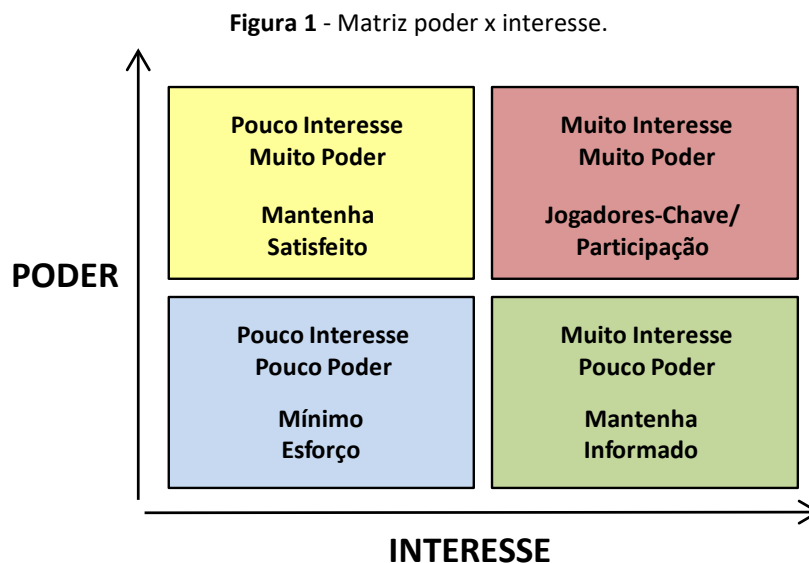 Figura 1 - Matriz poder x interesse.
Pouco Interesse
Muito Poder
Mantenha
Satisfeito
Muito Interesse
Muito Poder
Jogadores-Chave/
Participação
PODER
Pouco Interesse
Pouco Poder
Mínimo
Esforço
Muito Interesse
Pouco Poder
Mantenha
Informado
INTERESSE